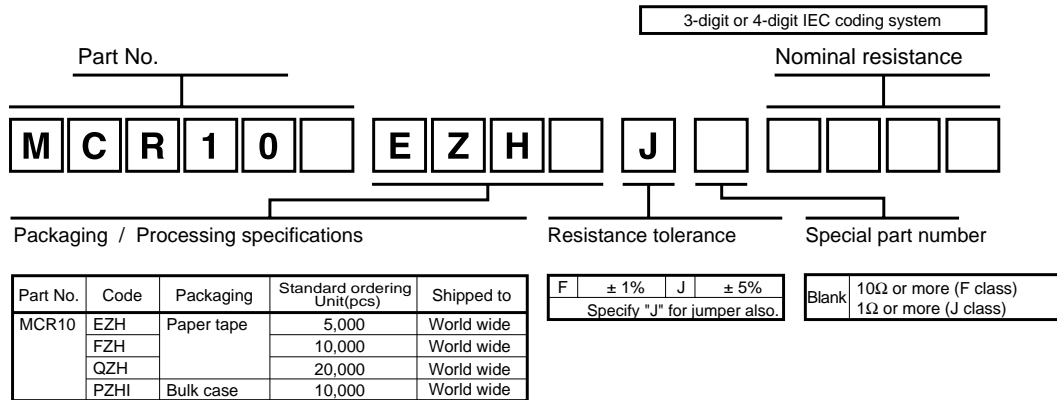 3-digit or 4-digit IEC coding system
Part No.
Nominal resistance
M C R 1 0 E Z H J
Packaging / Processing specifications
Resistance tolerance
Special part number
Part No. Code Packaging Standard ordering Unit(pcs) Shipped to
MCR10 EZH Paper tape 5,000 World wide
FZH 10,000 World wide
QZH 20,000 World wide
PZHI Bulk case 10,000 World wide
F ± 1% J ± 5%
Specify "J" for jumper also.
Blank 10Ω or more (F class)
1Ω or more (J class)